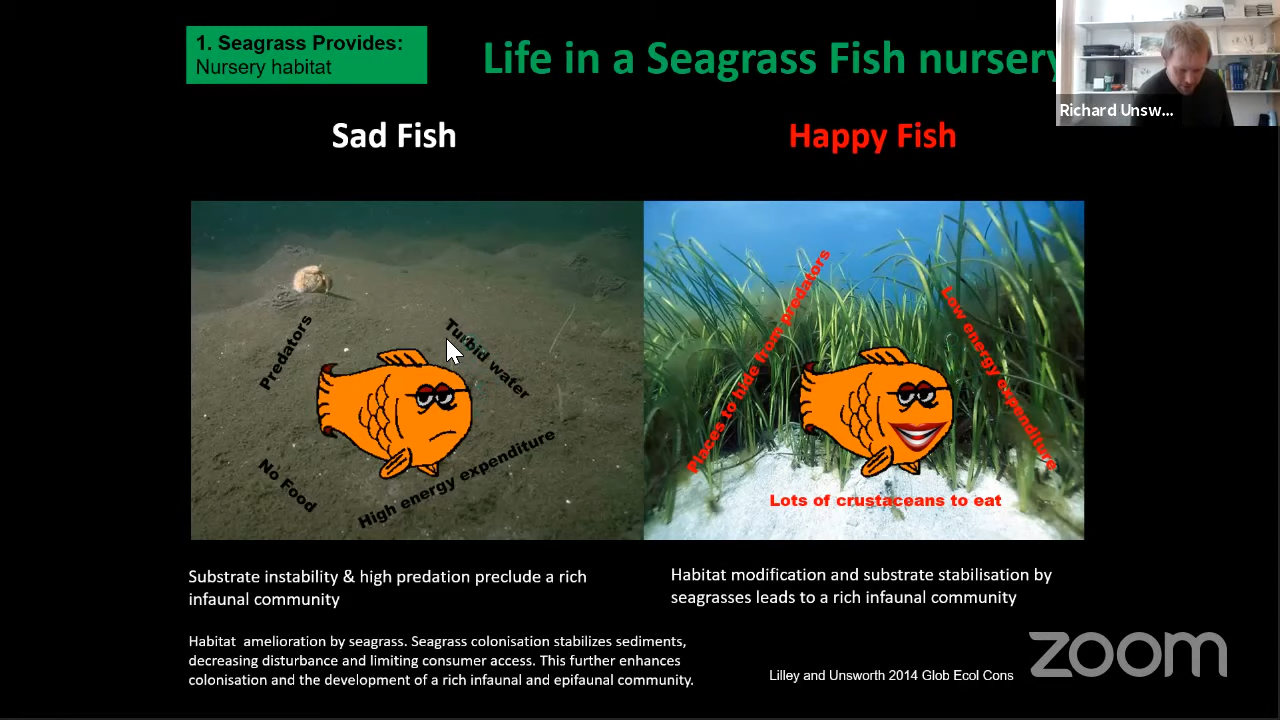 1. Seagrass Provides:
Nursery habitat
Life in a Seagrass Fish nursery
Richard Unsw...
Sad Fish
Happy Fish
Predators
Turbid water
No Food
High energy expenditure
Places to hide from predators
Low energy expenditure
Lots of crustaceans to eat
Substrate instability & high predation preclude a rich
infaunal community
Habitat modification and substrate stabilisation by
seagrasses leads to a rich infaunal community
Habitat amelioration by seagrass. Seagrass colonisation stabilizes sediments,
decreasing disturbance and limiting consumer access. This further enhances
colonisation and the development of a rich infaunal and epifaunal community.
Lilley and Unsworth 2014 Glob Ecol Cons
zoom